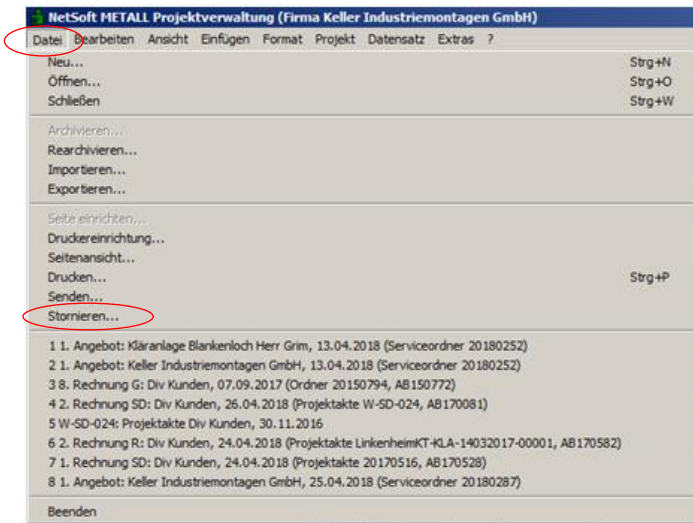 NetSoft METALL Projektverwaltung (Firma Keller Industriemontagen GmbH)
Datei Bearbeiten Ansicht Einfügen Format Projekt Datensatz Extras ?
Neu... Strg+N
Öffnen... Strg+O
Schließen Strg+W
Archivieren...
Rearchivieren...
Importieren...
Exportieren...
Seite einrichten...
Druckereinrichtung...
Seitenansicht...
Drucken... Strg+P
Senden...
Stornieren...
1 1. Angebot: Kläranlage Blankenloch Herr Grim, 13.04.2018 (Serviceordner 20180252)
2 1. Angebot: Keller Industriemontagen GmbH, 13.04.2018 (Serviceordner 20180252)
3 8. Rechnung G: Div Kunden, 07.09.2017 (Ordner 20150794, AB150772)
4 2. Rechnung SD: Div Kunden, 26.04.2018 (Projektakte W-SD-024, AB170081)
5 W-SD-024: Projektakte Div Kunden, 30.11.2016
6 2. Rechnung R: Div Kunden, 24.04.2018 (Projektakte LinkenheimKT-KLA-14032017-00001, AB170582)
7 1. Rechnung SD: Div Kunden, 24.04.2018 (Projektakte 20170516, AB170528)
8 1. Angebot: Keller Industriemontagen GmbH, 25.04.2018 (Serviceordner 20180287)
Beenden